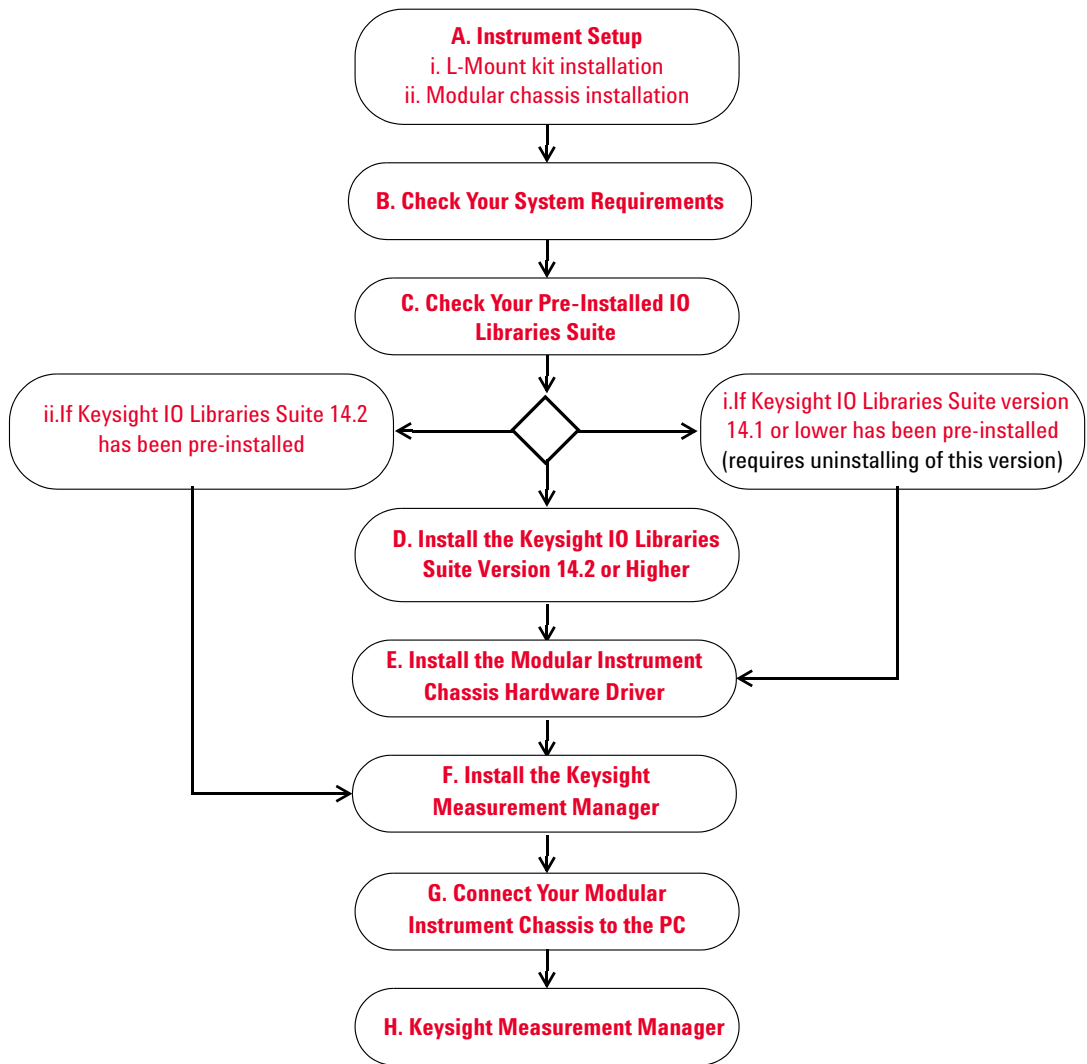 A. Instrument Setup
i. L-Mount kit installation
ii. Modular chassis installation
B. Check Your System Requirements
C. Check Your Pre-Installed IO
Libraries Suite
ii.If Keysight IO Libraries Suite 14.2
has been pre-installed
i.If Keysight IO Libraries Suite version
14.1 or lower has been pre-installed
(requires uninstalling of this version)
D. Install the Keysight IO Libraries
Suite Version 14.2 or Higher
E. Install the Modular Instrument
Chassis Hardware Driver
F. Install the Keysight
Measurement Manager
G. Connect Your Modular
Instrument Chassis to the PC
H. Keysight Measurement Manager